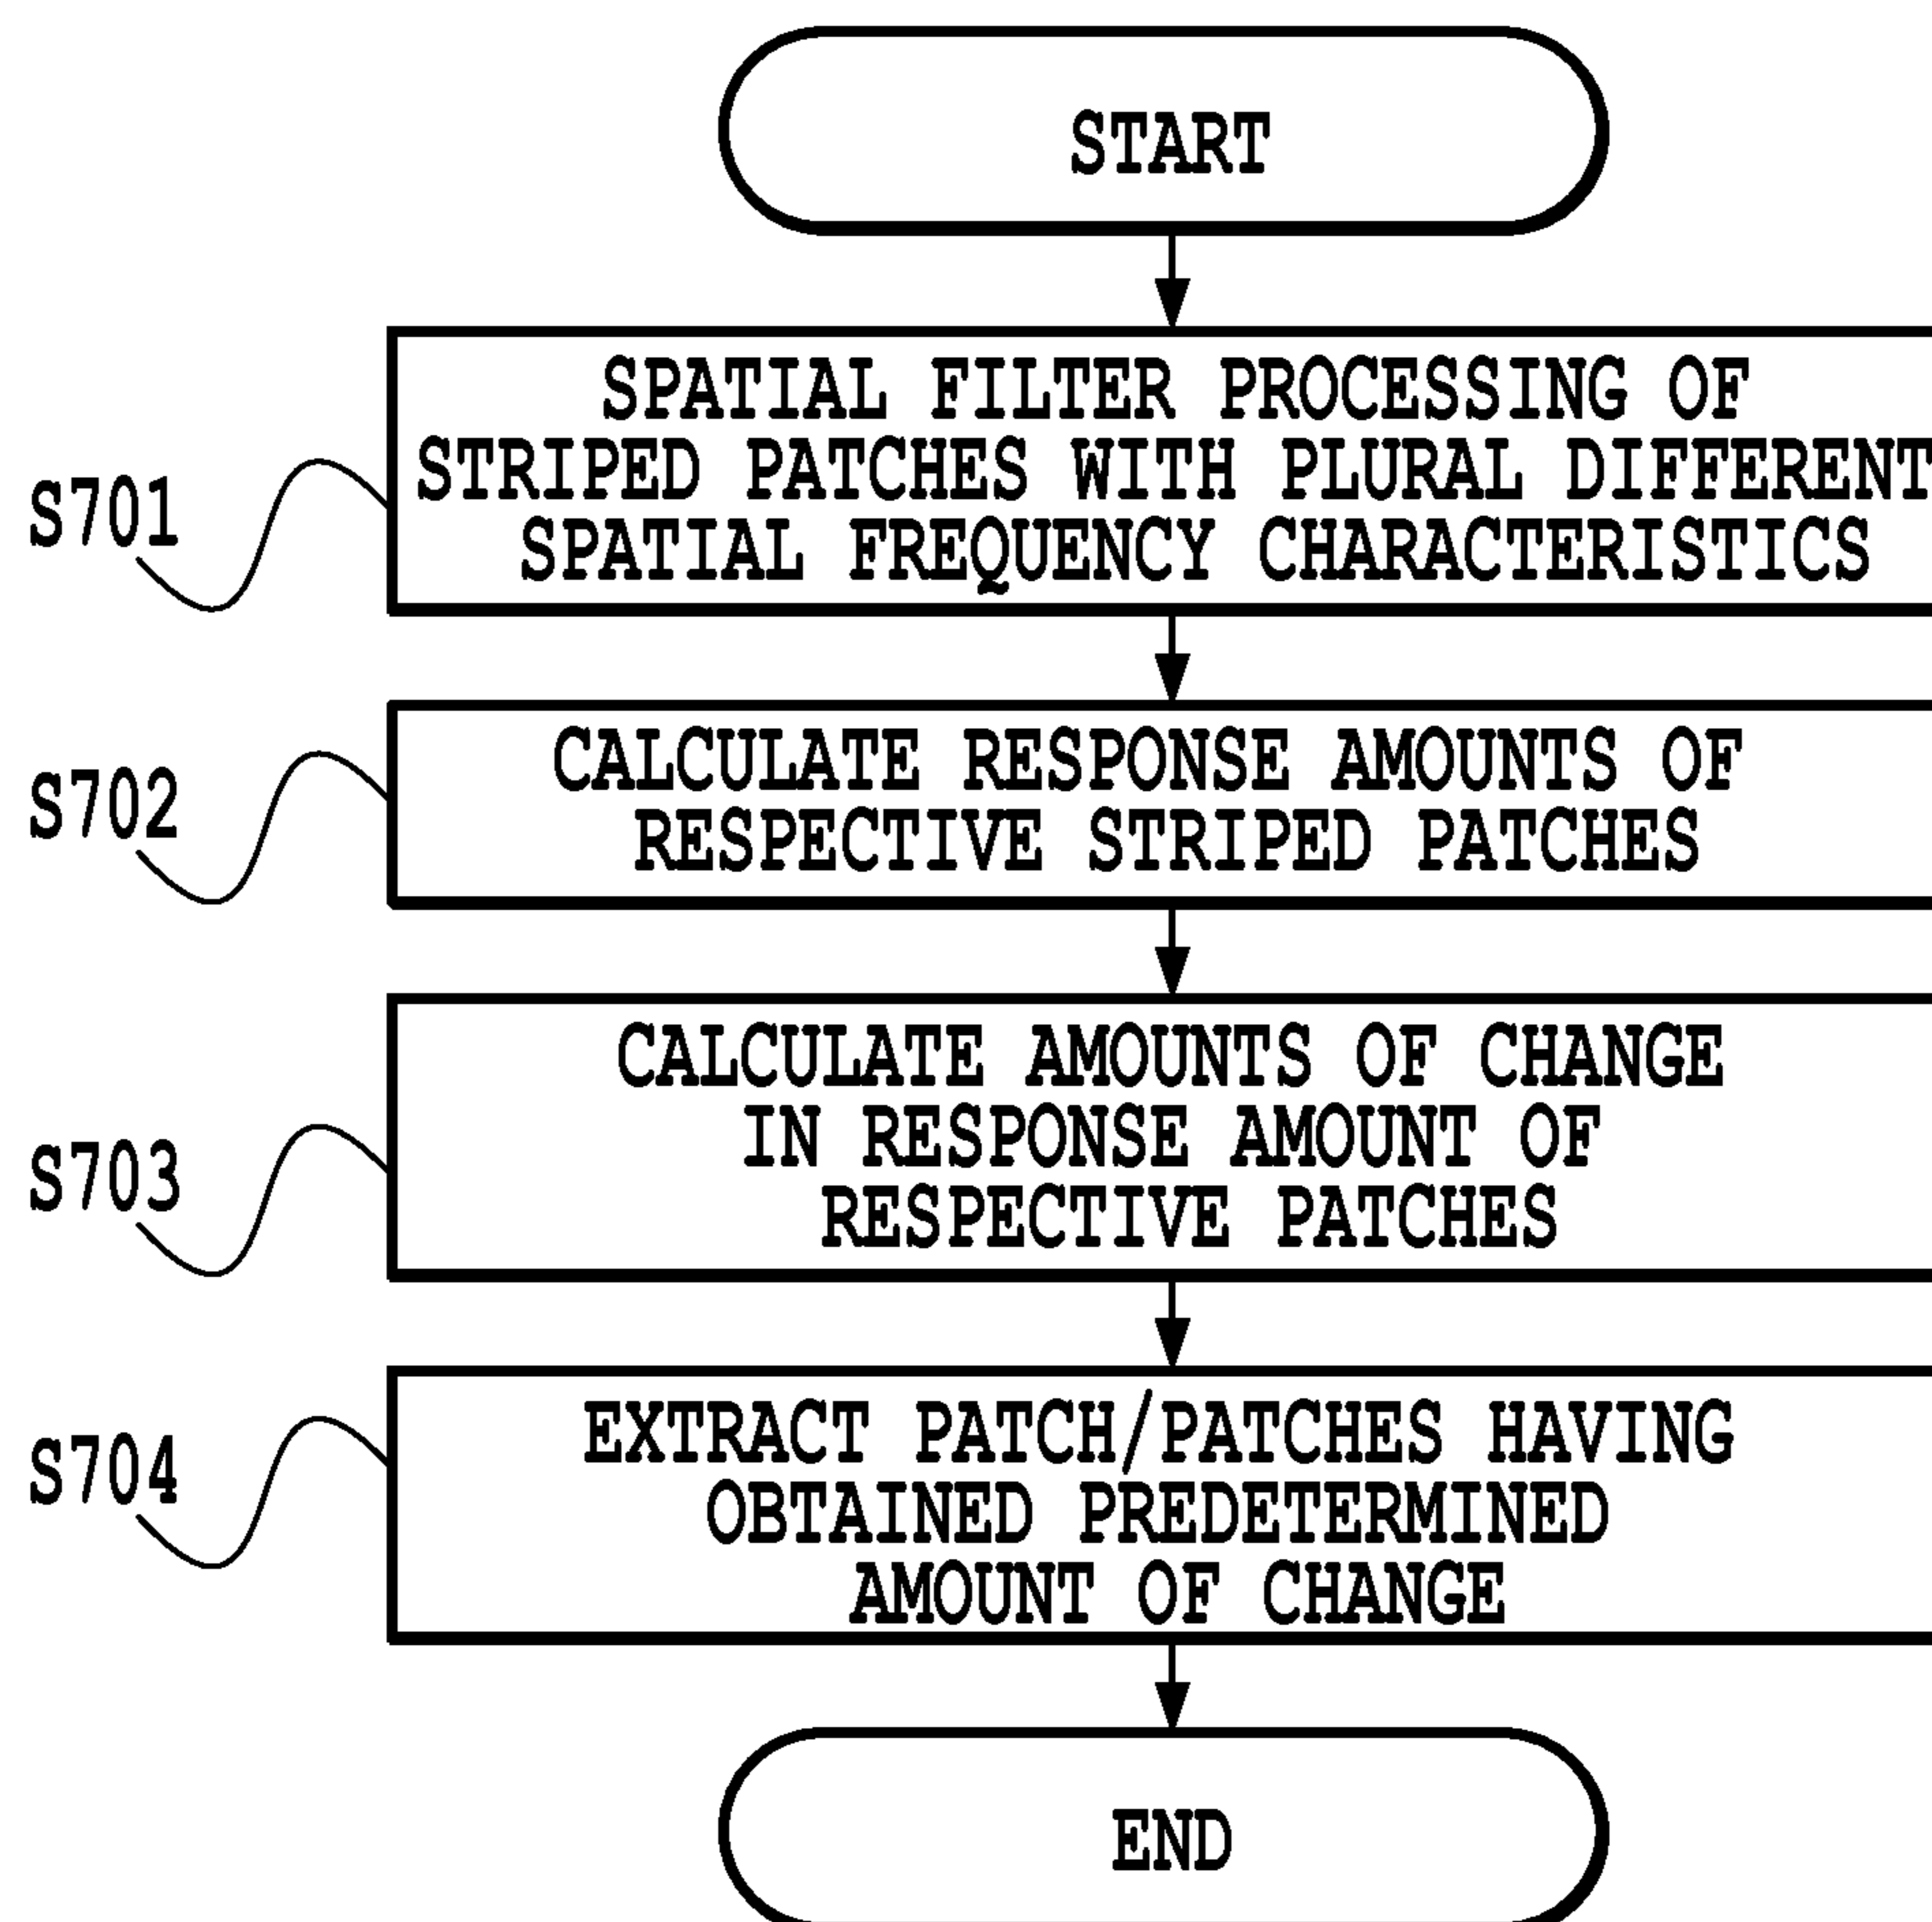 START
SPATIAL FILTER PROCESSING OF
STRIPED PATCHES WITH PLURAL DIFFERENT
SPATIAL FREQUENCY CHARACTERISTICS
S701
CALCULATE RESPONSE AMOUNTS OF
RESPECTIVE STRIPED PATCHES
S702
CALCULATE AMOUNTS OF CHANGE
IN RESPONSE AMOUNT OF
RESPECTIVE PATCHES
S703
EXTRACT PATCH/PATCHES HAVING
OBTAINED PREDETERMINED
AMOUNT OF CHANGE
S704
END